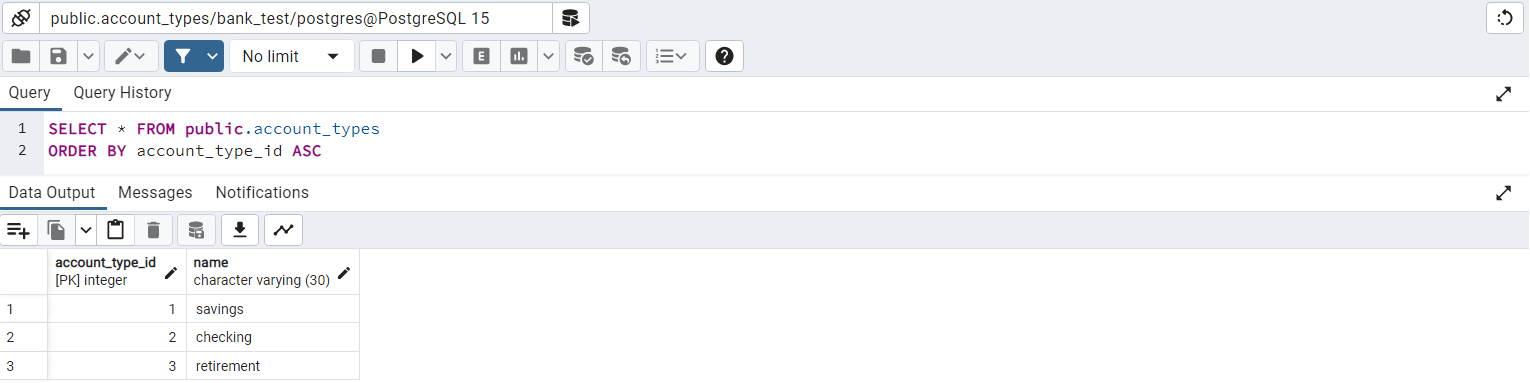 public.account_types/bank_test/postgres@PostgreSQL 15
No limit
E
Query Query History
1 SELECT * FROM public.account_types
2 ORDER BY account_type_id ASC
Data Output Messages Notifications
account_type_id name
[PK] integer character varying (30)
1 1 savings
2 2 checking
3 3 retirement